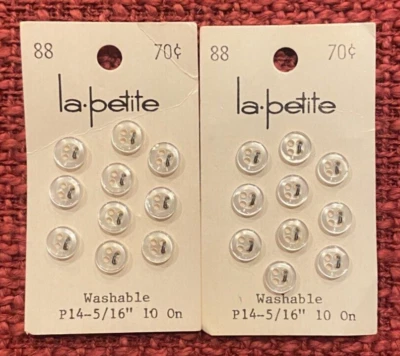 88 70¢
la·petite
Washable
P14-5/16" 10 On
88 70¢
la·petite
Washable
P14-5/16" 10 On